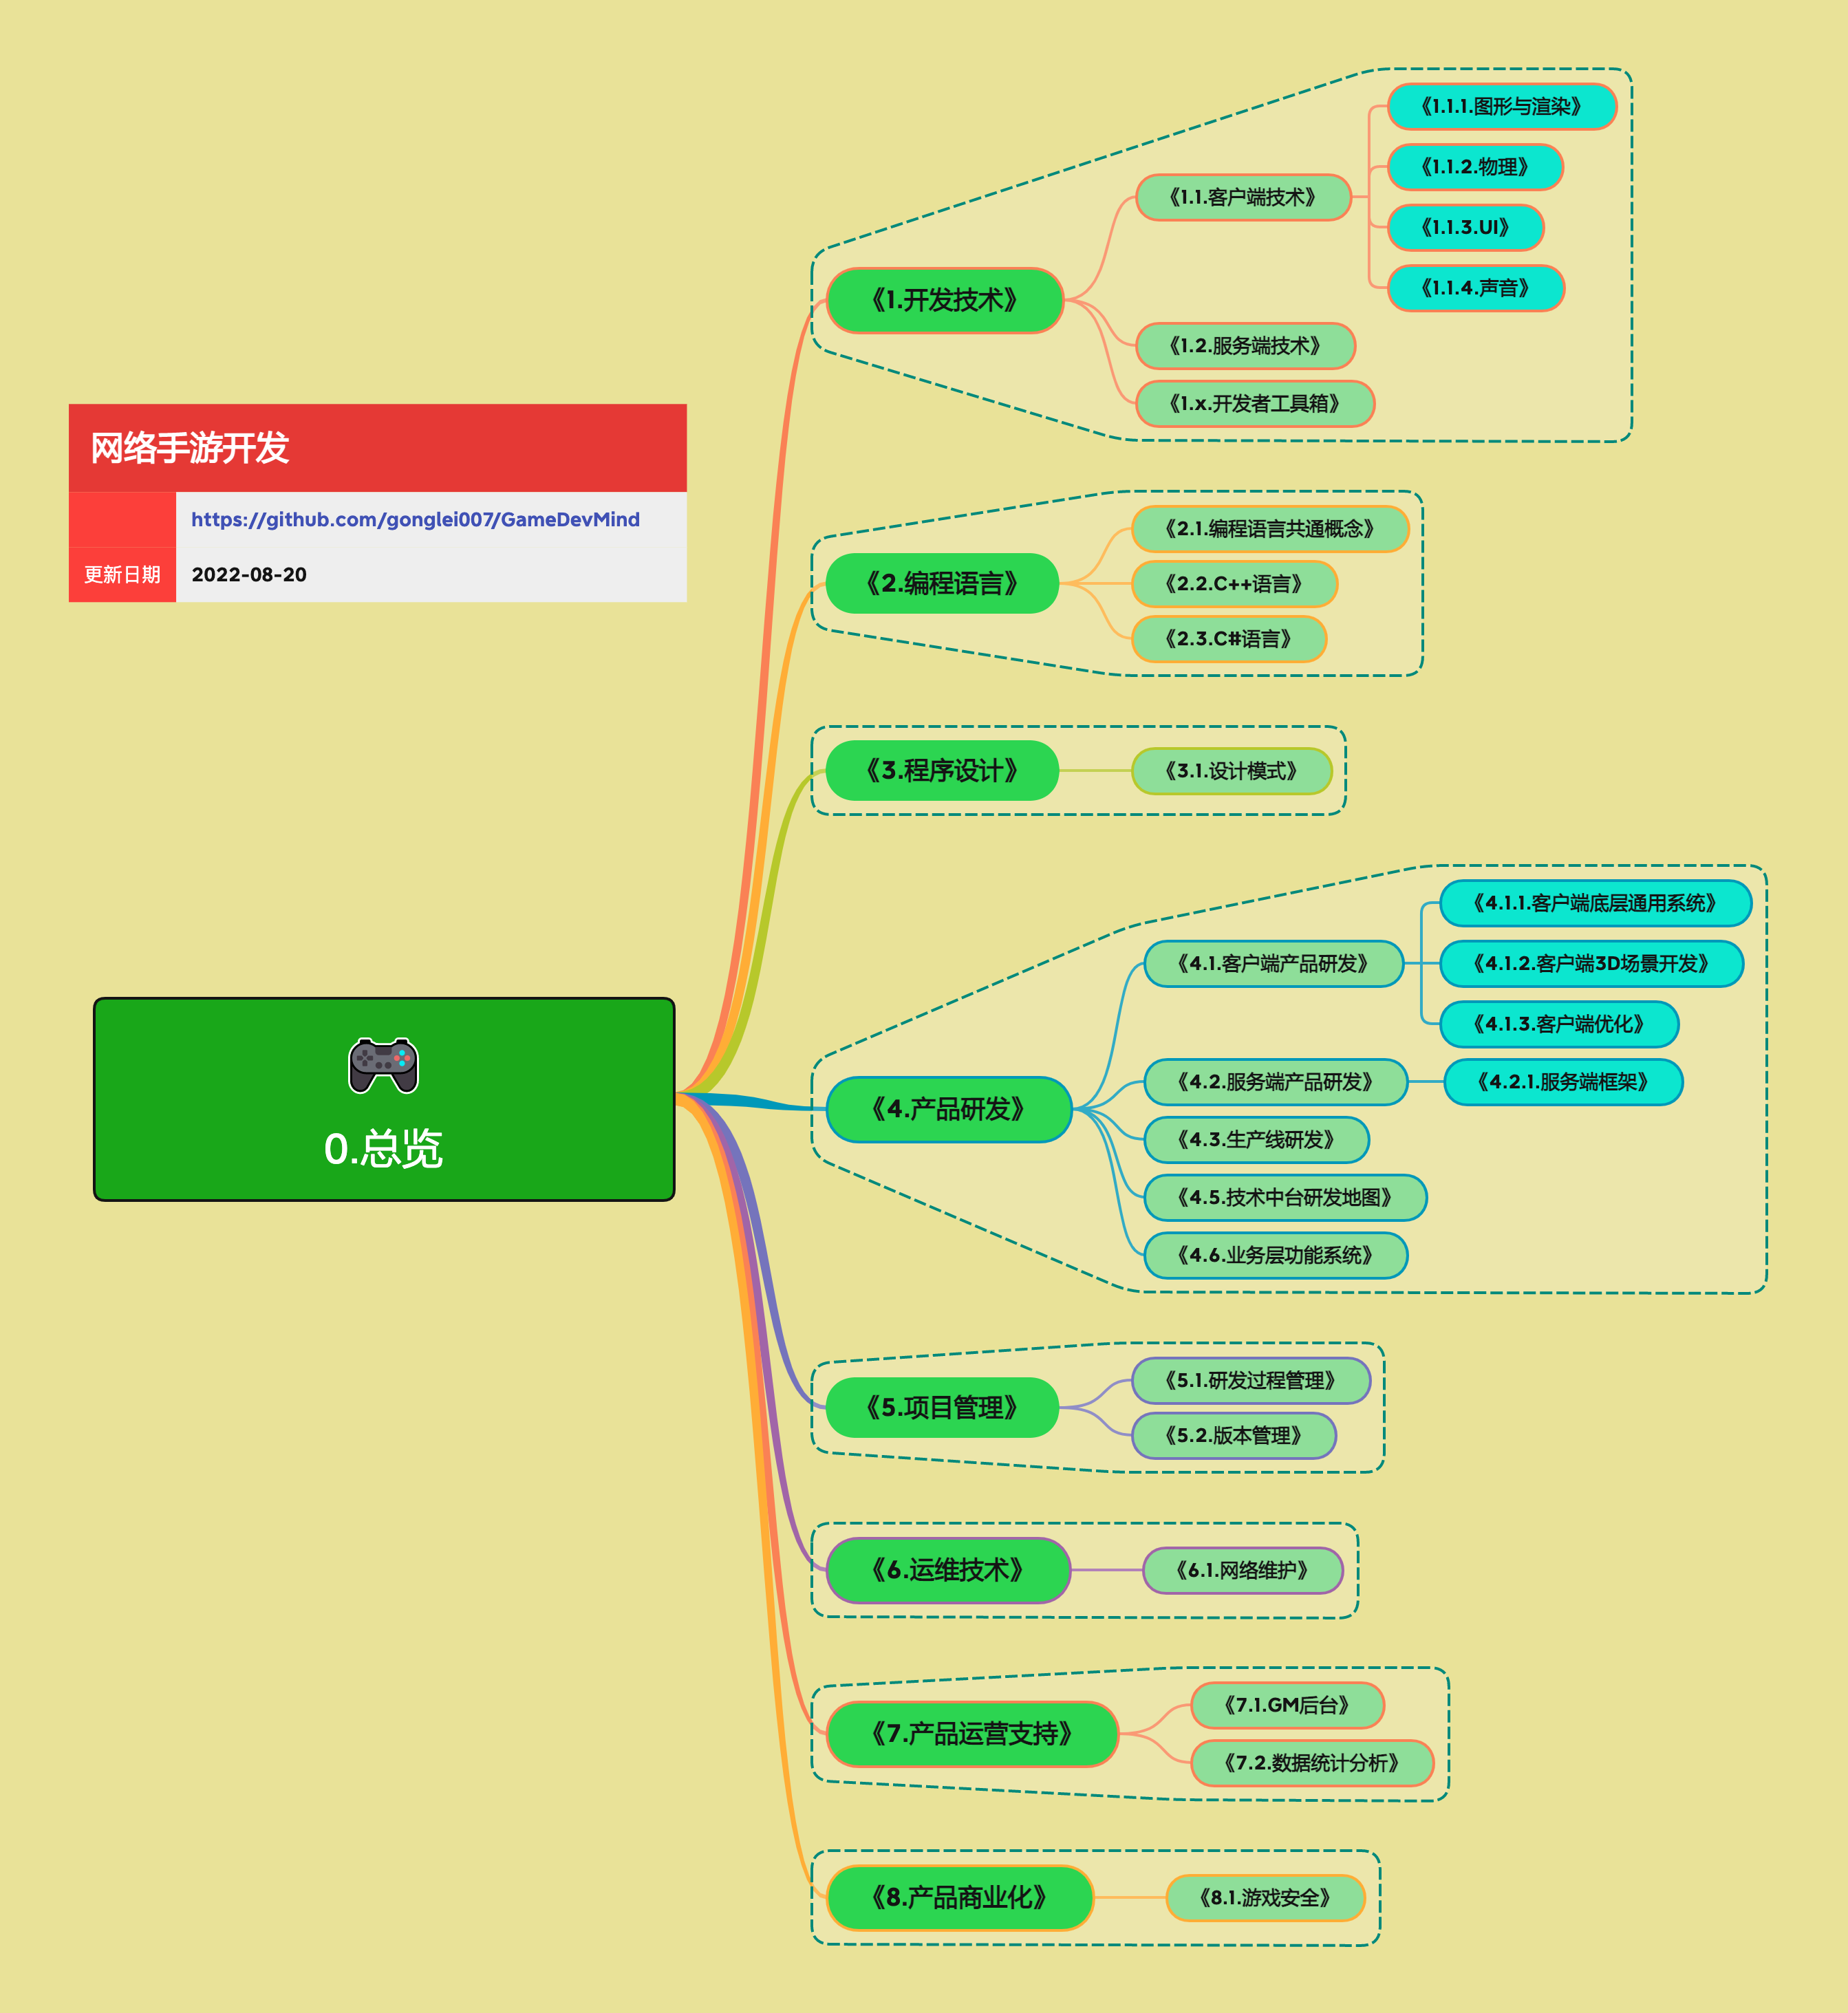 网络手游开发
https://github.com/gonglei007/GameDevMind
更新日期 2022-08-20
0.总览
《1.开发技术》
《1.1.客户端技术》
《1.1.1.图形与渲染》
《1.1.2.物理》
《1.1.3.UI》
《1.1.4.声音》
《1.2.服务端技术》
《1.x.开发者工具箱》
《2.编程语言》
《2.1.编程语言共通概念》
《2.2.C++语言》
《2.3.C#语言》
《3.程序设计》
《3.1.设计模式》
《4.产品研发》
《4.1.客户端产品研发》
《4.1.1.客户端底层通用系统》
《4.1.2.客户端3D场景开发》
《4.1.3.客户端优化》
《4.2.服务端产品研发》
《4.2.1.服务端框架》
《4.3.生产线研发》
《4.5.技术中台研发地图》
《4.6.业务层功能系统》
《5.项目管理》
《5.1.研发过程管理》
《5.2.版本管理》
《6.运维技术》
《6.1.网络维护》
《7.产品运营支持》
《7.1.GM后台》
《7.2.数据统计分析》
《8.产品商业化》
《8.1.游戏安全》